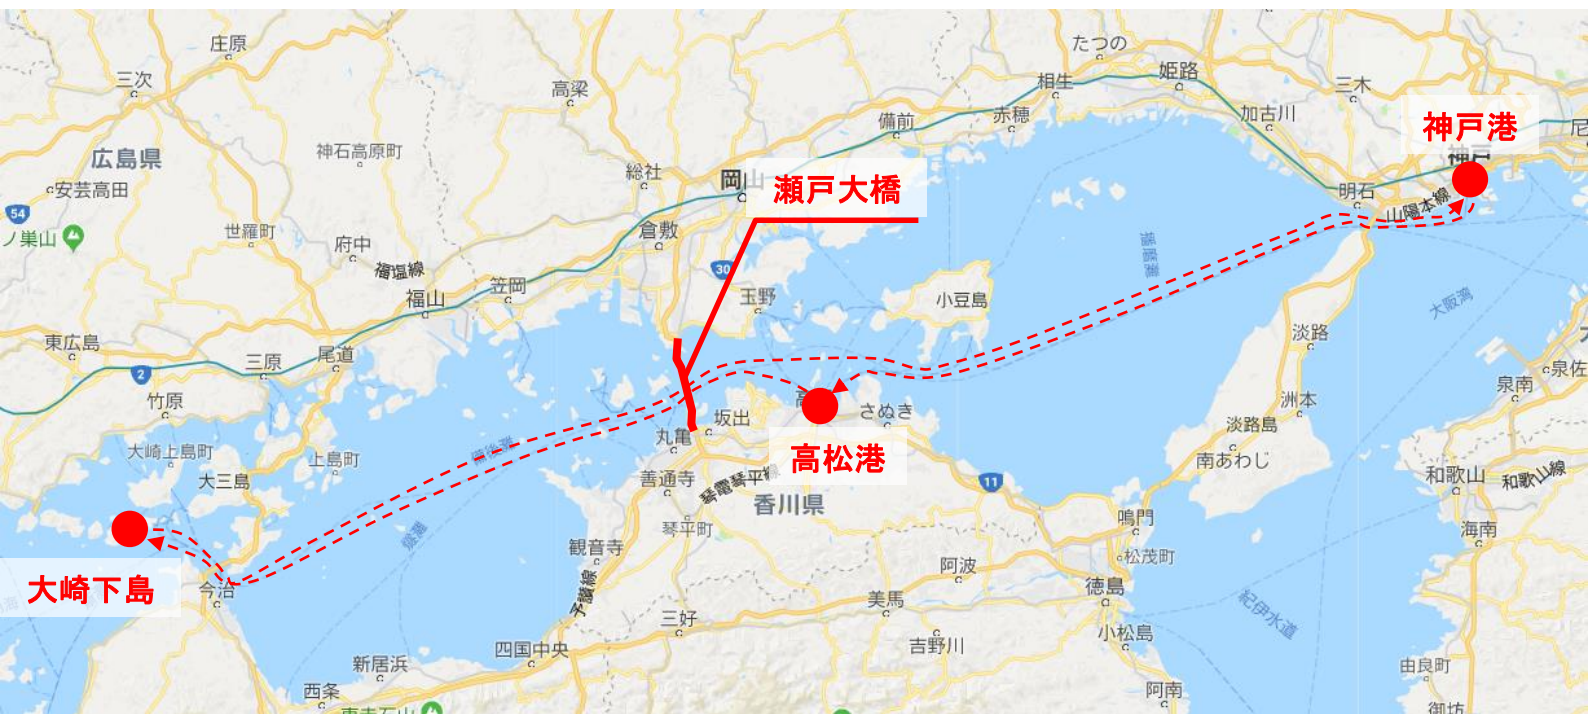 庄原
たつの
三次
高梁
相生
姫路
三木
備前
赤穂
加古川
神戸港
神石高原町
広島県
総社
岡山
瀬戸大橋
明石
山陽本線
安芸高田
54
世羅町
府中
倉敷
福塩線
30
播磨灘
笠岡
福山
玉野
小豆島
大阪湾
淡路
東広島
三原
尾道
2
竹原
泉南
泉佐
坂出
さぬき
洲本
丸亀
高松港
淡路島
大崎上島町
上島町
備後灘
南あわじ
大三島
善通寺
琴電琴平線
香川県
11
和歌山
和歌山線
燧灘
琴平町
鳴門
海南
観音寺
松茂町
大崎下島
今治
予讃線
阿波
徳島
美馬
紀伊水道
三好
小松島
四国中央
吉野川
新居浜
由良町
西条
阿南
御坊